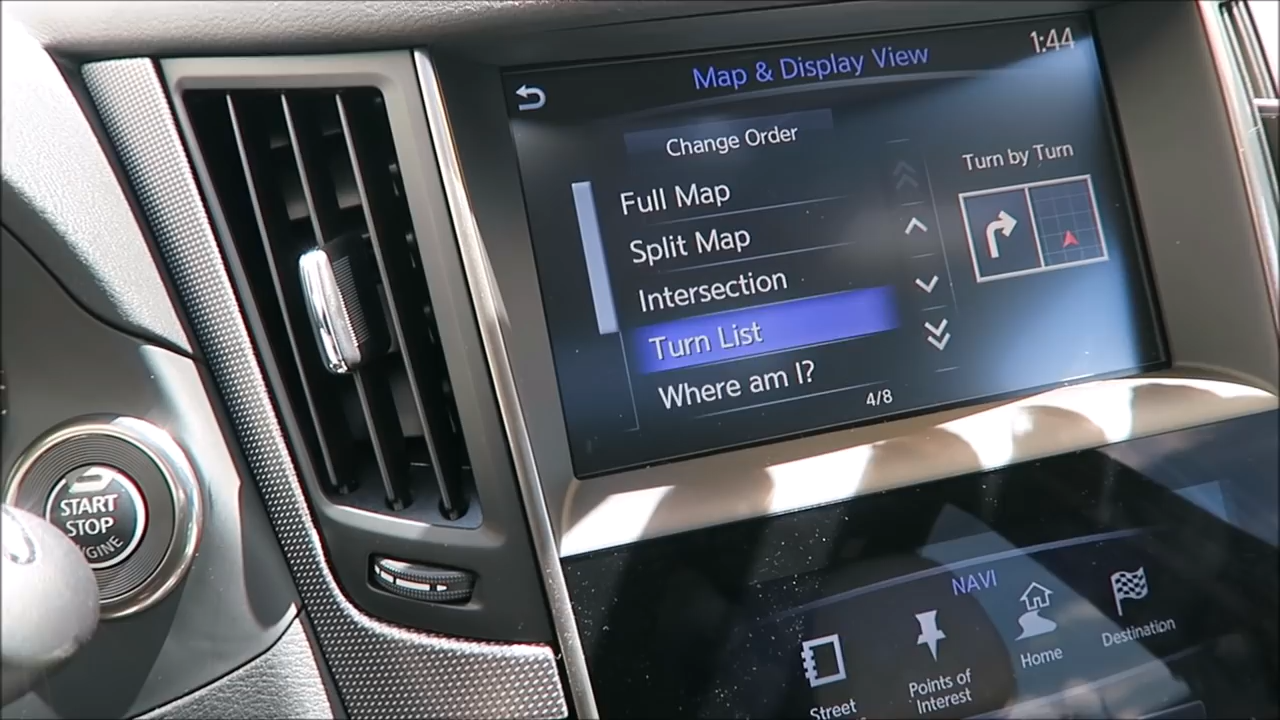 Map & Display View
1:44
Change Order
Full Map
Split Map
Intersection
Turn List
Where am I?
4/8
Turn by Turn
START
STOP
NAVI
Street
Points of
Interest
Home
Destination